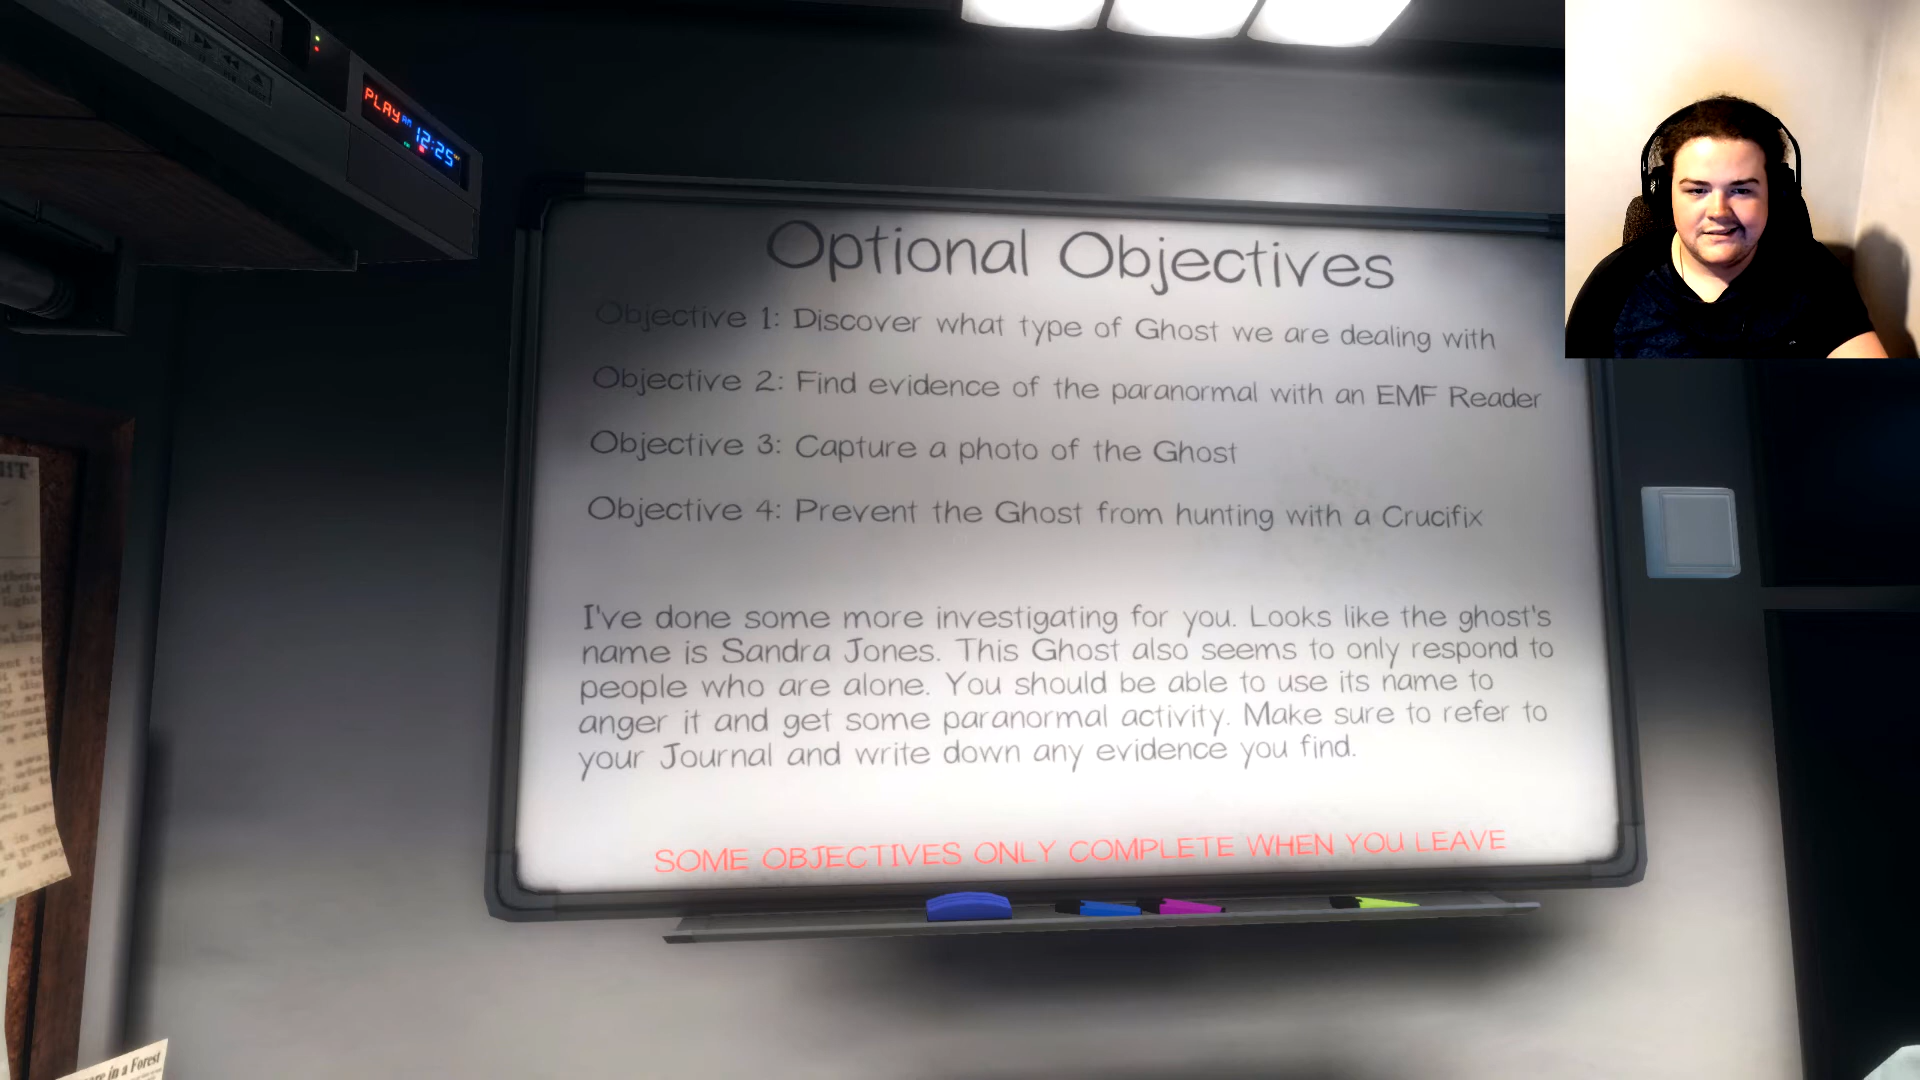 PLAY AM 12:25
Optional Objectives
Objective 1: Discover what type of Ghost we are dealing with
Objective 2: Find evidence of the paranormal with an EMF Reader
Objective 3: Capture a photo of the Ghost
Objective 4: Prevent the Ghost from hunting with a Crucifix
I've done some more investigating for you. Looks like the ghost's
name is Sandra Jones. This Ghost also seems to only respond to
people who are alone. You should be able to use its name to
anger it and get some paranormal activity. Make sure to refer to
your Journal and write down any evidence you find.
SOME OBJECTIVES ONLY COMPLETE WHEN YOU LEAVE
in a Forest